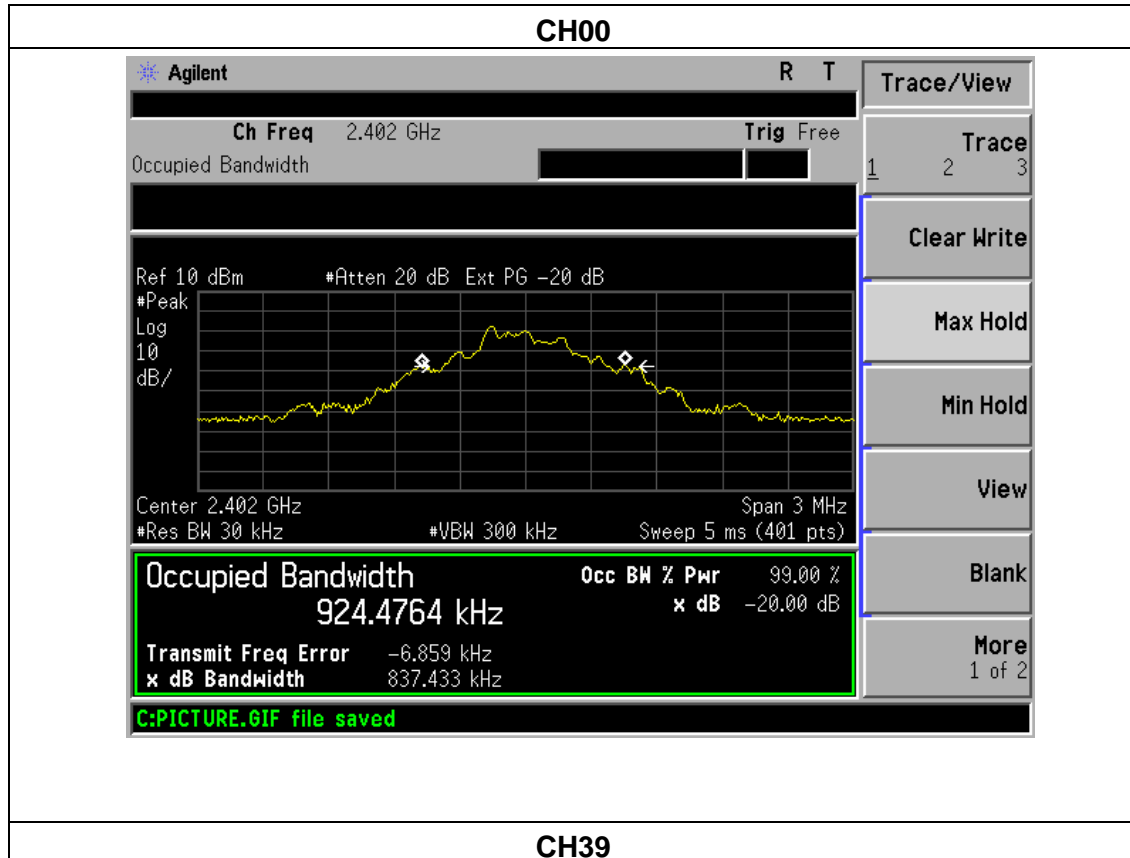 CH00
Agilent R T
Ch Freq 2.402 GHz Trig Free
Occupied Bandwidth
Ref 10 dBm #Atten 20 dB Ext PG −20 dB
#Peak
Log
10
dB/
Center 2.402 GHz Span 3 MHz
#Res BW 30 kHz #VBW 300 kHz Sweep 5 ms (401 pts)
Occupied Bandwidth Occ BW % Pwr 99.00 %
924.4764 kHz x dB −20.00 dB
Transmit Freq Error −6.859 kHz
x dB Bandwidth 837.433 kHz
C:PICTURE.GIF file saved
Trace/View
Trace
1 2 3
Clear Write
Max Hold
Min Hold
View
Blank
More
1 of 2
CH39